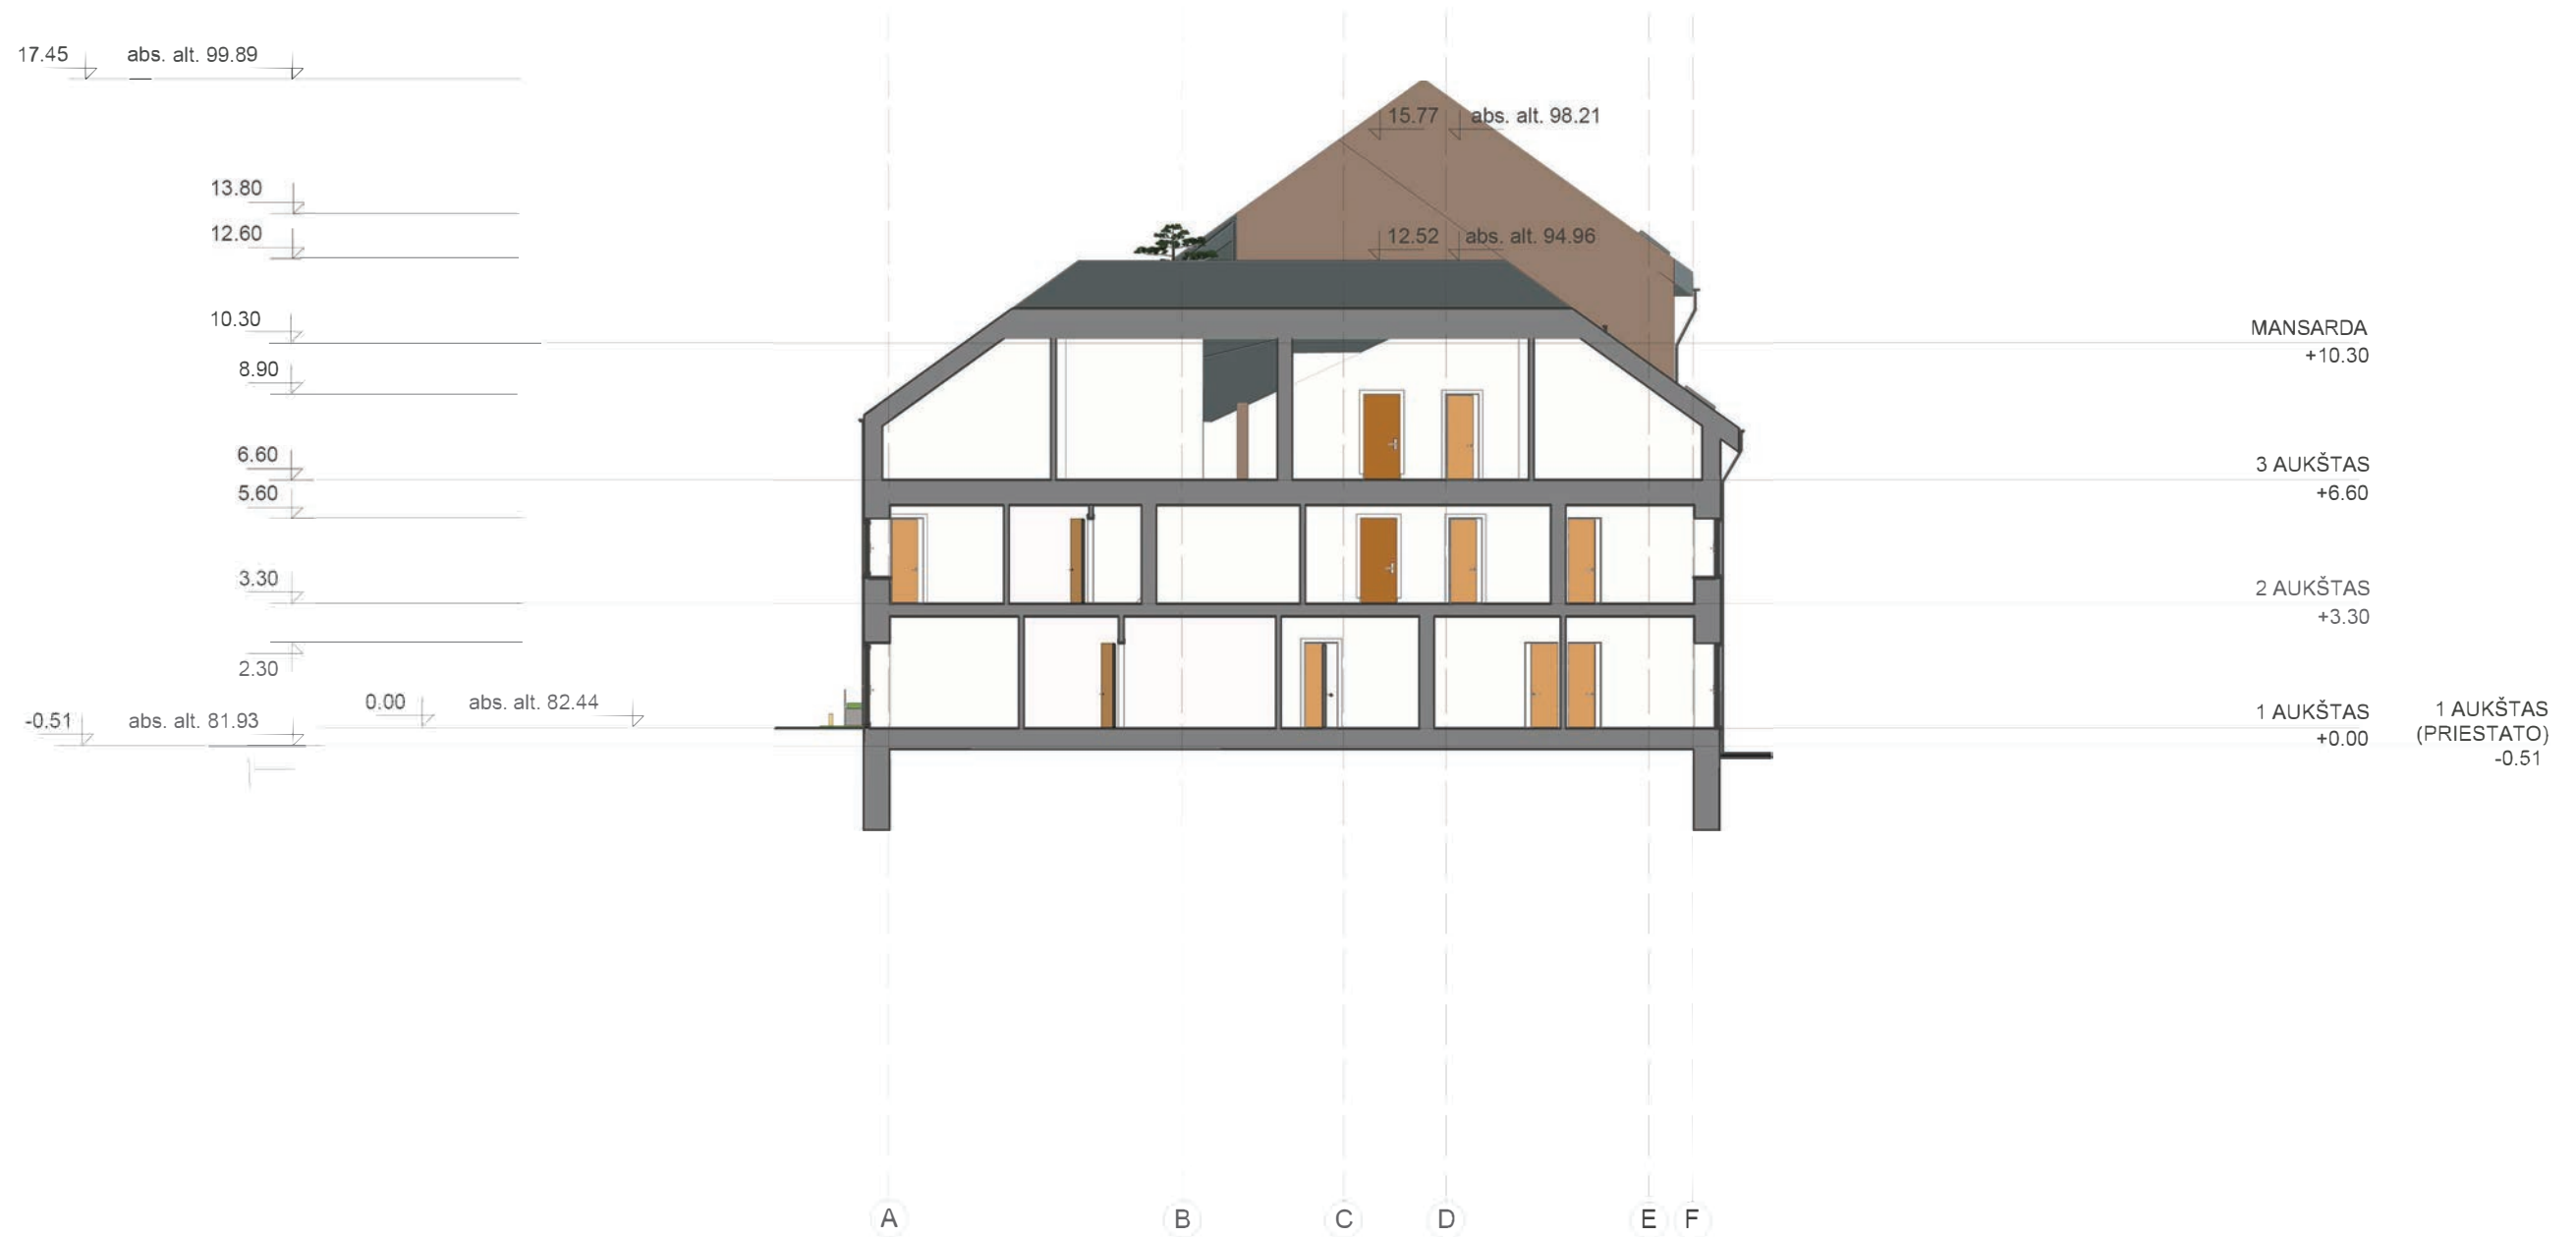 17.45 abs. alt. 99.89
15.77 abs. alt. 98.21
13.80
12.60
12.52 abs. alt. 94.96
10.30
MANSARDA
+10.30
8.90
6.60
3 AUKŠTAS
+6.60
5.60
3.30
2 AUKŠTAS
+3.30
2.30
0.00 abs. alt. 82.44
-0.51 abs. alt. 81.93
1 AUKŠTAS
+0.00
1 AUKŠTAS
(PRIESTATO)
-0.51
A B C D E F